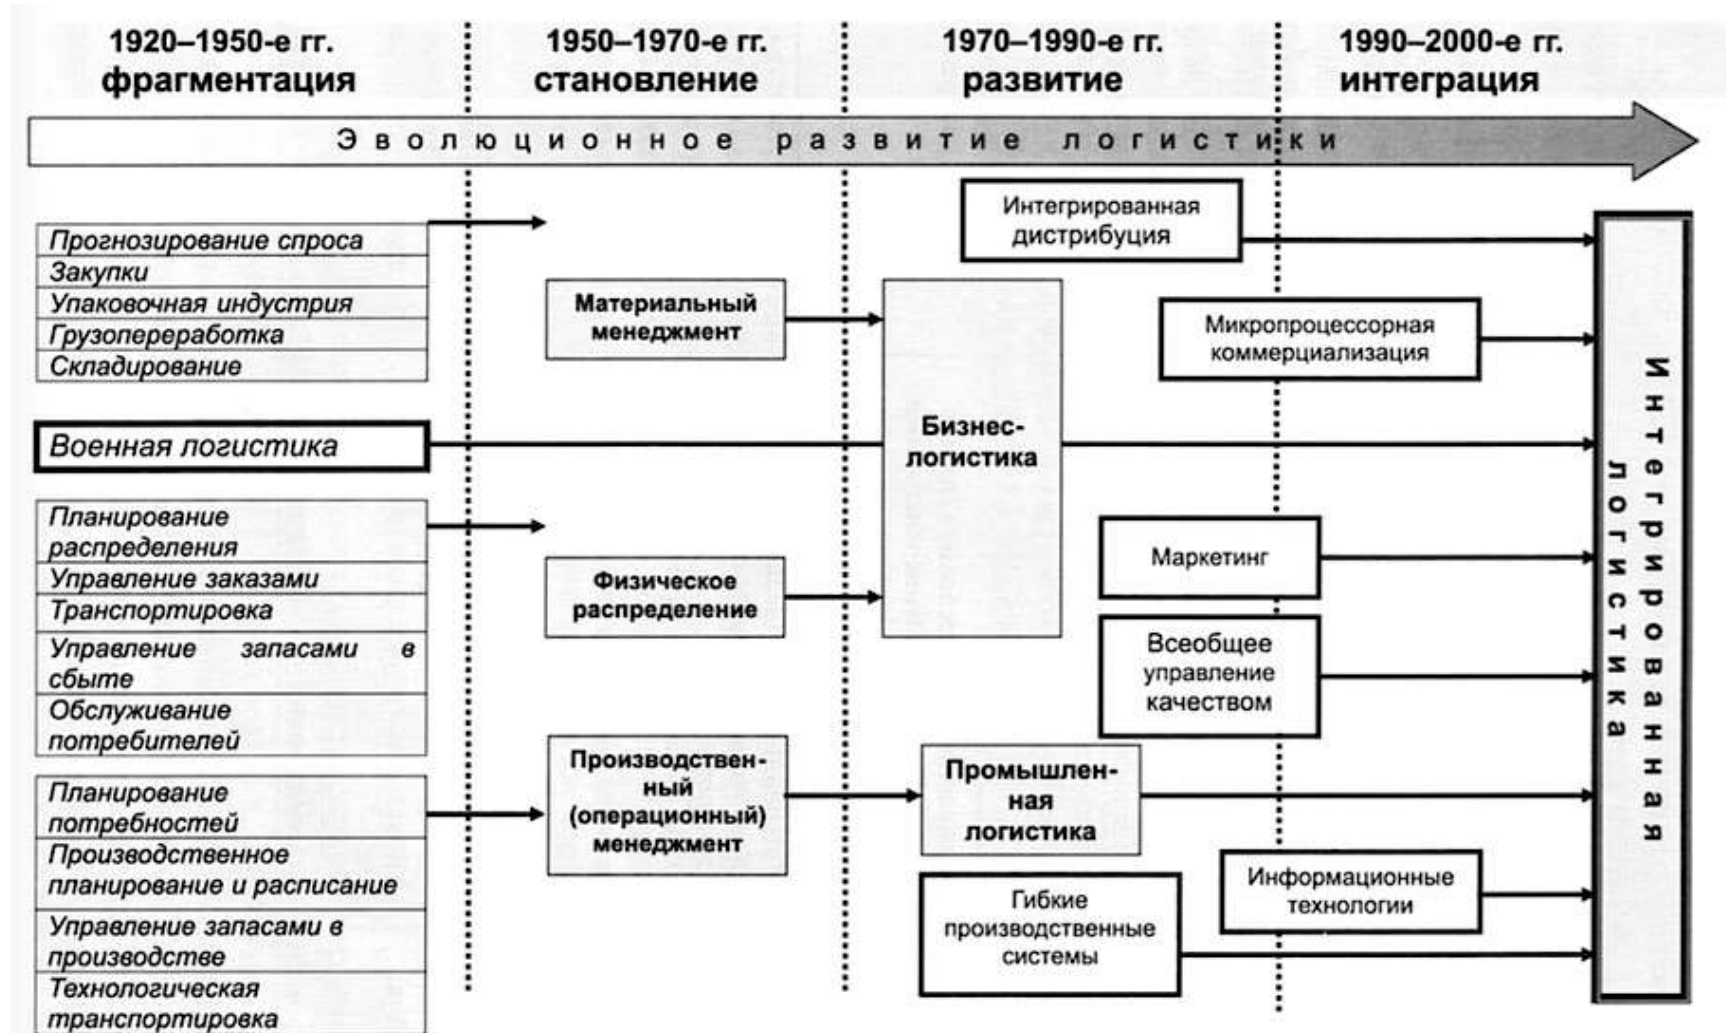 1920–1950-е гг.
фрагментация
1950–1970-е гг.
становление
1970–1990-е гг.
развитие
1990–2000-е гг.
интеграция
Эволюционное развитие логистики
Прогнозирование спроса
Закупки
Упаковочная индустрия
Грузопереработка
Складирование
Военная логистика
Планирование
распределения
Управление заказами
Транспортировка
Управление запасами в
сбыте
Обслуживание
потребителей
Планирование
потребностей
Производственное
планирование и расписание
Управление запасами в
производстве
Технологическая
транспортировка
Материальный
менеджмент
Физическое
распределение
Производствен-
ный
(операционный)
менеджмент
Бизнес-
логистика
Промышлен-
ная
логистика
Интегрированная
дистрибуция
Микропроцессорная
коммерциализация
Маркетинг
Всеобщее
управление
качеством
Информационные
технологии
Гибкие
производственные
системы
Интегрированная
логистика